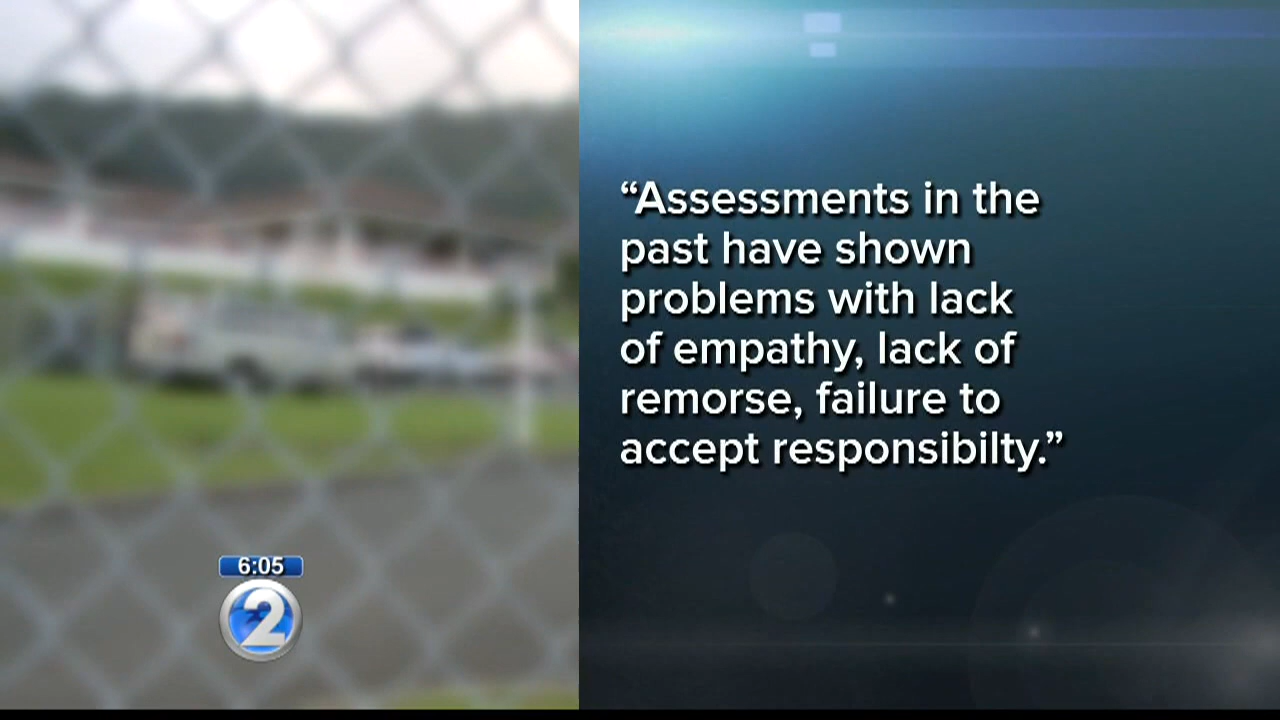 “Assessments in the
past have shown
problems with lack
of empathy, lack of
remorse, failure to
accept responsibilty.”
6:05
2